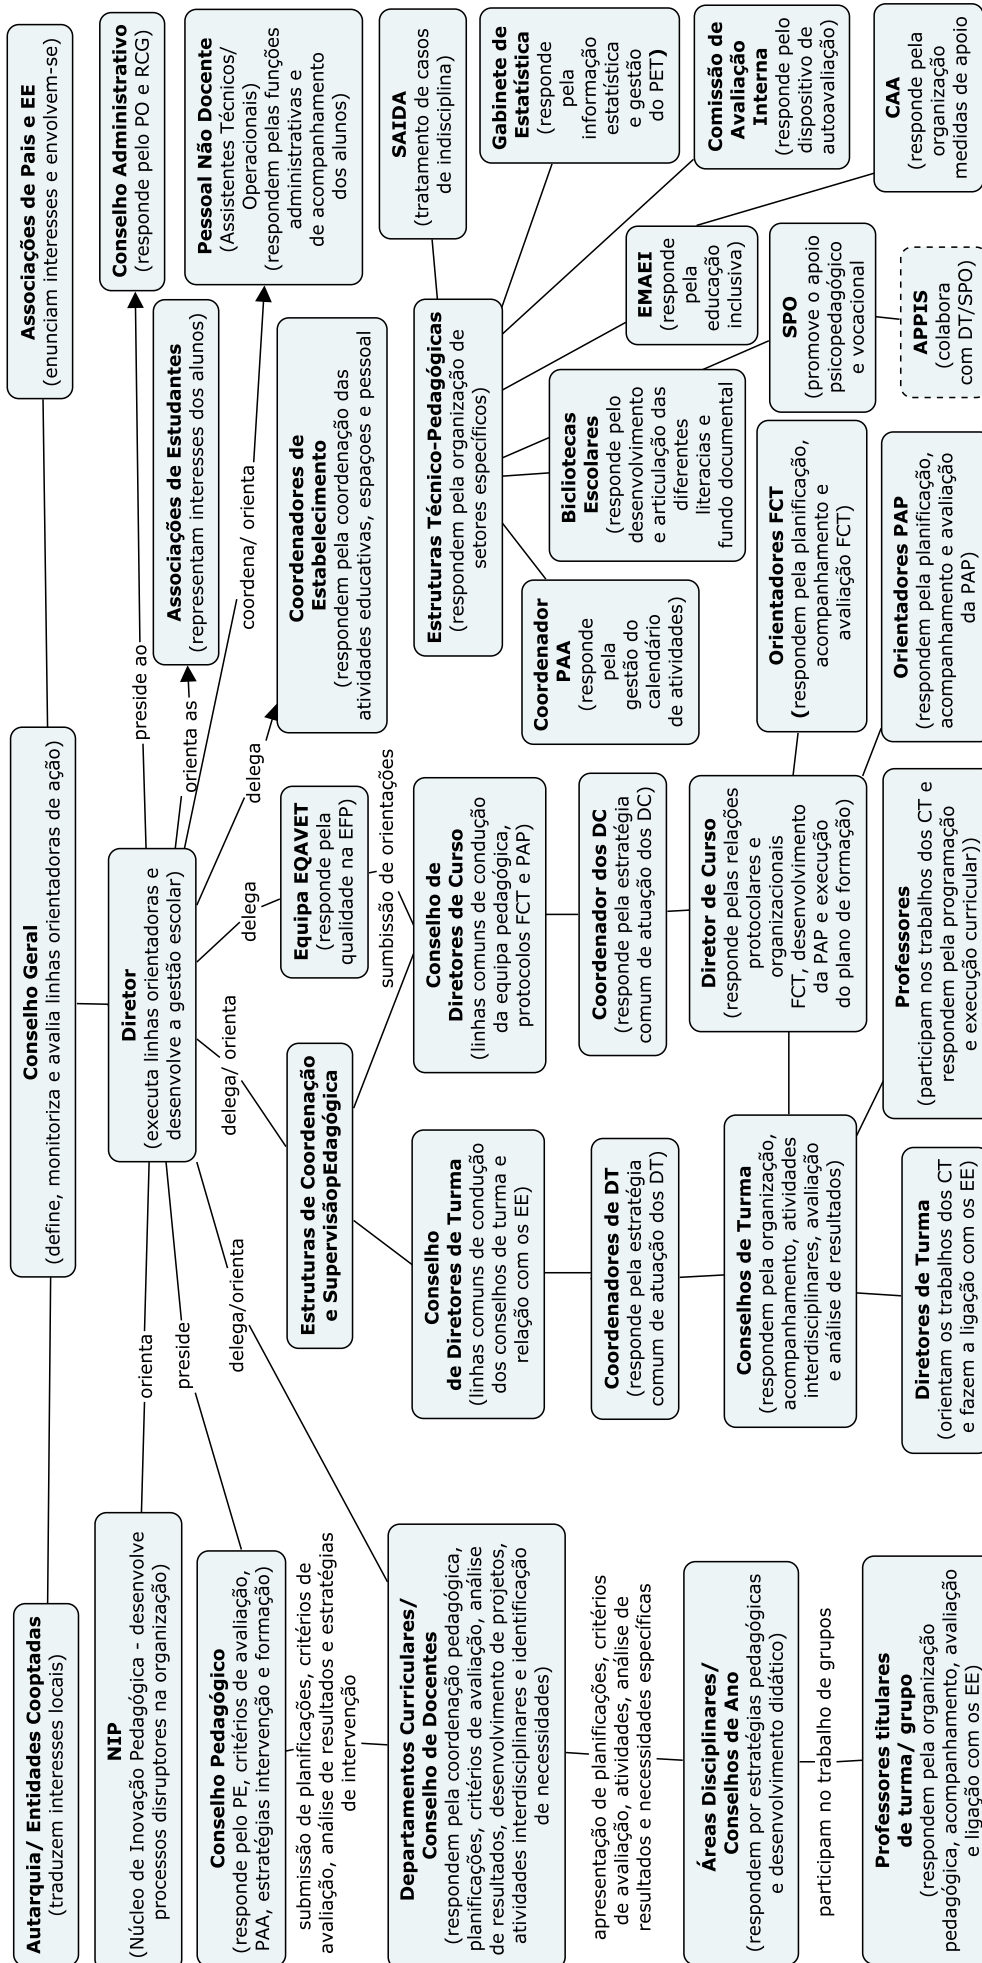 Autarquia/ Entidades Cooptadas
(traduzem interesses locais)
Conselho Geral
(define, monitoriza e avalia linhas orientadoras de ação)
Associações de Pais e EE
(enunciam interesses e envolvem-se)
NIP
(Núcleo de Inovação Pedagógica - desenvolve
processos disruptores na organização)
orienta
Diretor
(executa linhas orientadoras e
desenvolve a gestão escolar)
preside ao
Conselho Administrativo
(responde pelo PO e RCG)
preside
orienta as
Associações de Estudantes
(representam interesses dos alunos)
Pessoal Não Docente
(Assistentes Técnicos/
Operacionais)
(respondem pelas funções
administrativas e
de acompanhamento
dos alunos)
coordena/ orienta
Conselho Pedagógico
(responde pelo PE, critérios de avaliação,
PAA, estratégias intervenção e formação)
delega/orienta
delega/ orienta
delega
delega
Coordenadores de
Estabelecimento
(respondem pela coordenação das
atividades educativas, espaçoes e pessoal
submissão de planificações, critérios de
avaliação, análise de resultados e estratégias
de intervenção
Estruturas de Coordenação
e SupervisãopEdagógica
Equipa EQAVET
(responde pela
qualidade na EFP)
sumbissão de orientações
SAIDA
(tratamento de casos
de indisciplina)
Departamentos Curriculares/
Conselho de Docentes
(respondem pela coordenação pedagógica,
planificações, critérios de avaliação, análise
de resultados, desenvolvimento de projetos,
atividades interdisciplinares e identificação
de necessidades)
Conselho
de Diretores de Turma
(linhas comuns de condução
dos conselhos de turma e
relação com os EE)
Conselho de
Diretores de Curso
(linhas comuns de condução
da equipa pedagógica,
protocolos FCT e PAP)
Estruturas Técnico-Pedagógicas
(respondem pela organização de
setores específicos)
Gabinete de
Estatística
(responde
pela
informação
estatística
e gestão
do PET)
Coordenador
PAA
(responde
pela
gestão do
calendário
de atividades)
Bicliotecas
Escolares
(responde pelo
desenvolvimento
e articulação das
diferentes
literacias e
fundo documental
EMAEI
(responde
pela
educação
inclusiva)
Comissão de
Avaliação
Interna
(responde pelo
dispositivo de
autoavaliação)
apresentação de planificações, critérios
de avaliação, atividades, análise de
resultados e necessidades específicas
Coordenadores de DT
(responde pela estratégia
comum de atuação dos DT)
Coordenador dos DC
(responde pela estratégia
comum de atuação dos DC)
Áreas Disciplinares/
Conselhos de Ano
(respondem por estratégias pedagógicas
e desenvolvimento didático)
Conselhos de Turma
(respondem pela organização,
acompanhamento, atividades
interdisciplinares, avaliação
e análise de resultados)
Diretor de Curso
(responde pelas relações
protocolares e
organizacionais
FCT, desenvolvimento
da PAP e execução
do plano de formação)
Orientadores FCT
(respondem pela planificação,
acompanhamento e
avaliação FCT)
SPO
(promove o apoio
psicopedagógico
e vocacional
CAA
(responde pela
organização
medidas de apoio
participam no trabalho de grupos
Professores titulares
de turma/ grupo
(respondem pela organização
pedagógica, acompanhamento, avaliação
e ligação com os EE)
Diretores de Turma
(orientam os trabalhos dos CT
e fazem a ligação com os EE)
Professores
(participam nos trabalhos dos CT e
respondem pela programação
e execução curricular))
Orientadores PAP
(respondem pela planificação,
acompanhamento e avaliação
da PAP)
APPIS
(colabora
com DT/SPO)